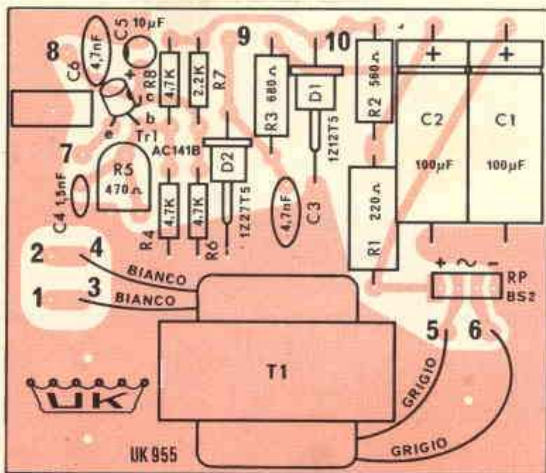 C5 10µF
4,7nF
C6
8
+
c
b
e
Tr1
R8
4,7K
2,2K
R7
9
10
R3
680Ω
D1
1Z12T5
R2
560Ω
+
+
C2
C1
100µF
100µF
7
AC141B
R5
470Ω
C4 1,5nF
D2
1Z27T5
R4
4,7K
4,7K
R6
4,7nF
C3
R1
220Ω
+ ~ -
RP
BS2
2
4
BIANCO
1
3
BIANCO
5
6
T1
GRIGIO
GRIGIO
UK
UK 955